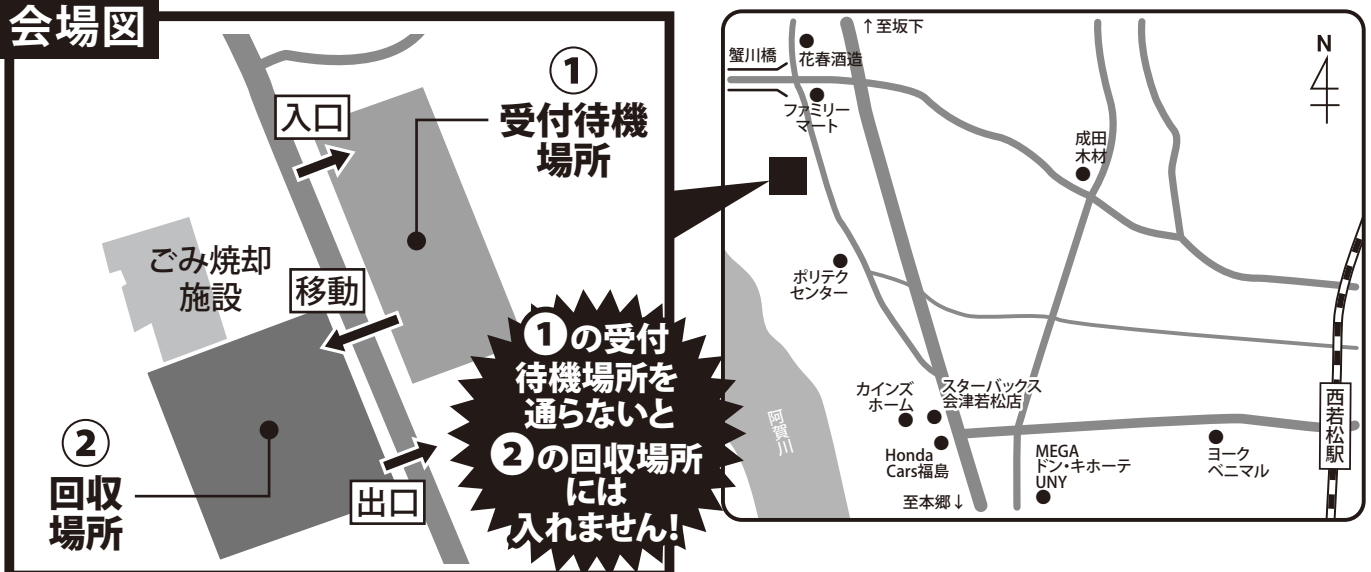 会場図
入口
①
受付待機
場所
ごみ焼却
施設
移動
❶の受付
待機場所を
通らないと
❷の回収場所
には
入れません!
②
回収
場所
出口
↑至坂下
蟹川橋
花春酒造
ファミリー
マート
N
成田
木材
ポリテク
センター
阿賀川
カインズ
ホーム
スターバックス
会津若松店
Honda
Cars福島
至本郷↓
MEGA
ドン・キホーテ
UNY
ヨーク
ベニマル
西若松駅